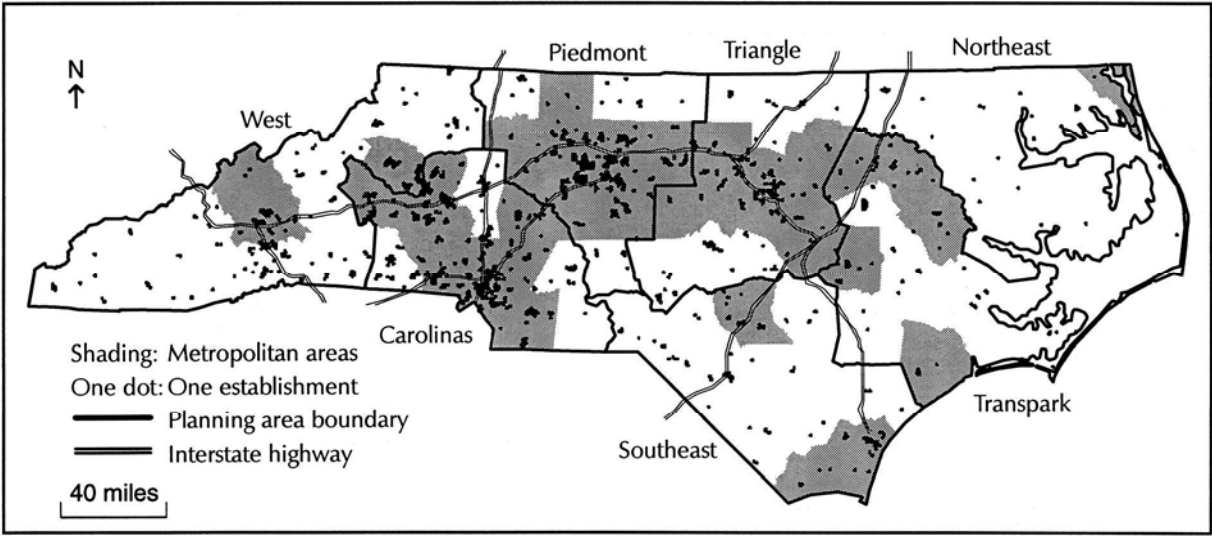 Piedmont
Triangle
Northeast
N
West
Carolinas
Shading: Metropolitan areas
One dot: One establishment
Planning area boundary
Interstate highway
40 miles
Southeast
Transpark